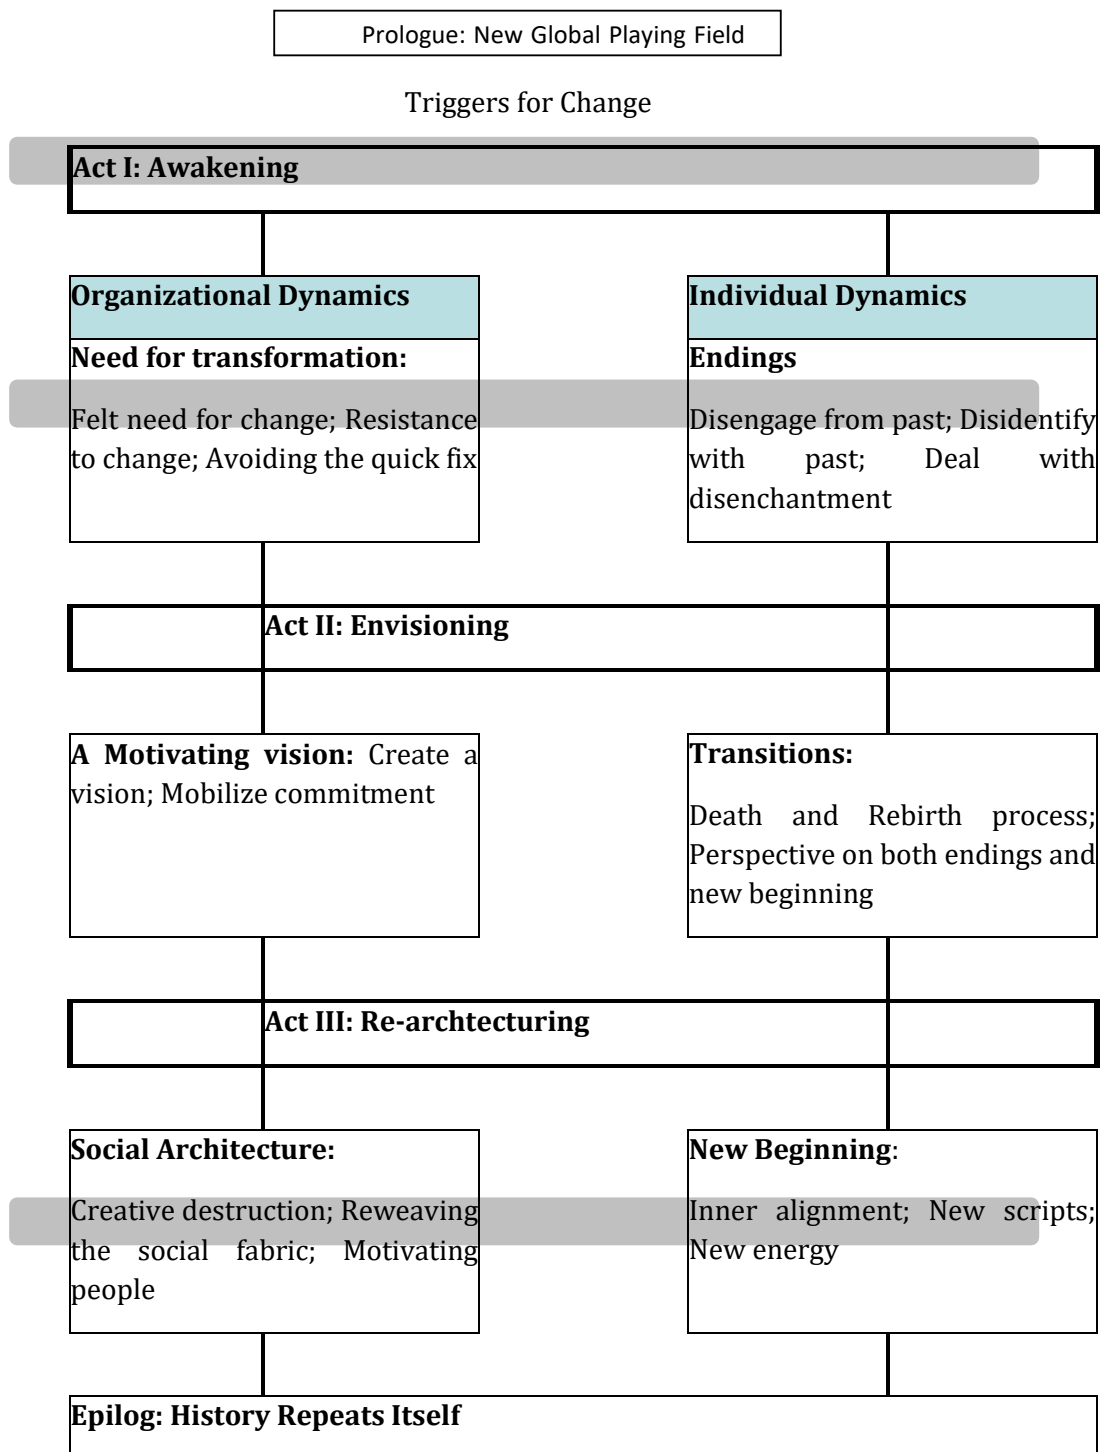 Prologue: New Global Playing Field
Triggers for Change
Act I: Awakening
Organizational Dynamics
Need for transformation:
Felt need for change; Resistance
to change; Avoiding the quick fix
Individual Dynamics
Endings
Disengage from past; Disidentify
with past; Deal with
disenchantment
Act II: Envisioning
A Motivating vision: Create a
vision; Mobilize commitment
Transitions:
Death and Rebirth process;
Perspective on both endings and
new beginning
Act III: Re-archtecturing
Social Architecture:
Creative destruction; Reweaving
the social fabric; Motivating
people
New Beginning:
Inner alignment; New scripts;
New energy
Epilog: History Repeats Itself